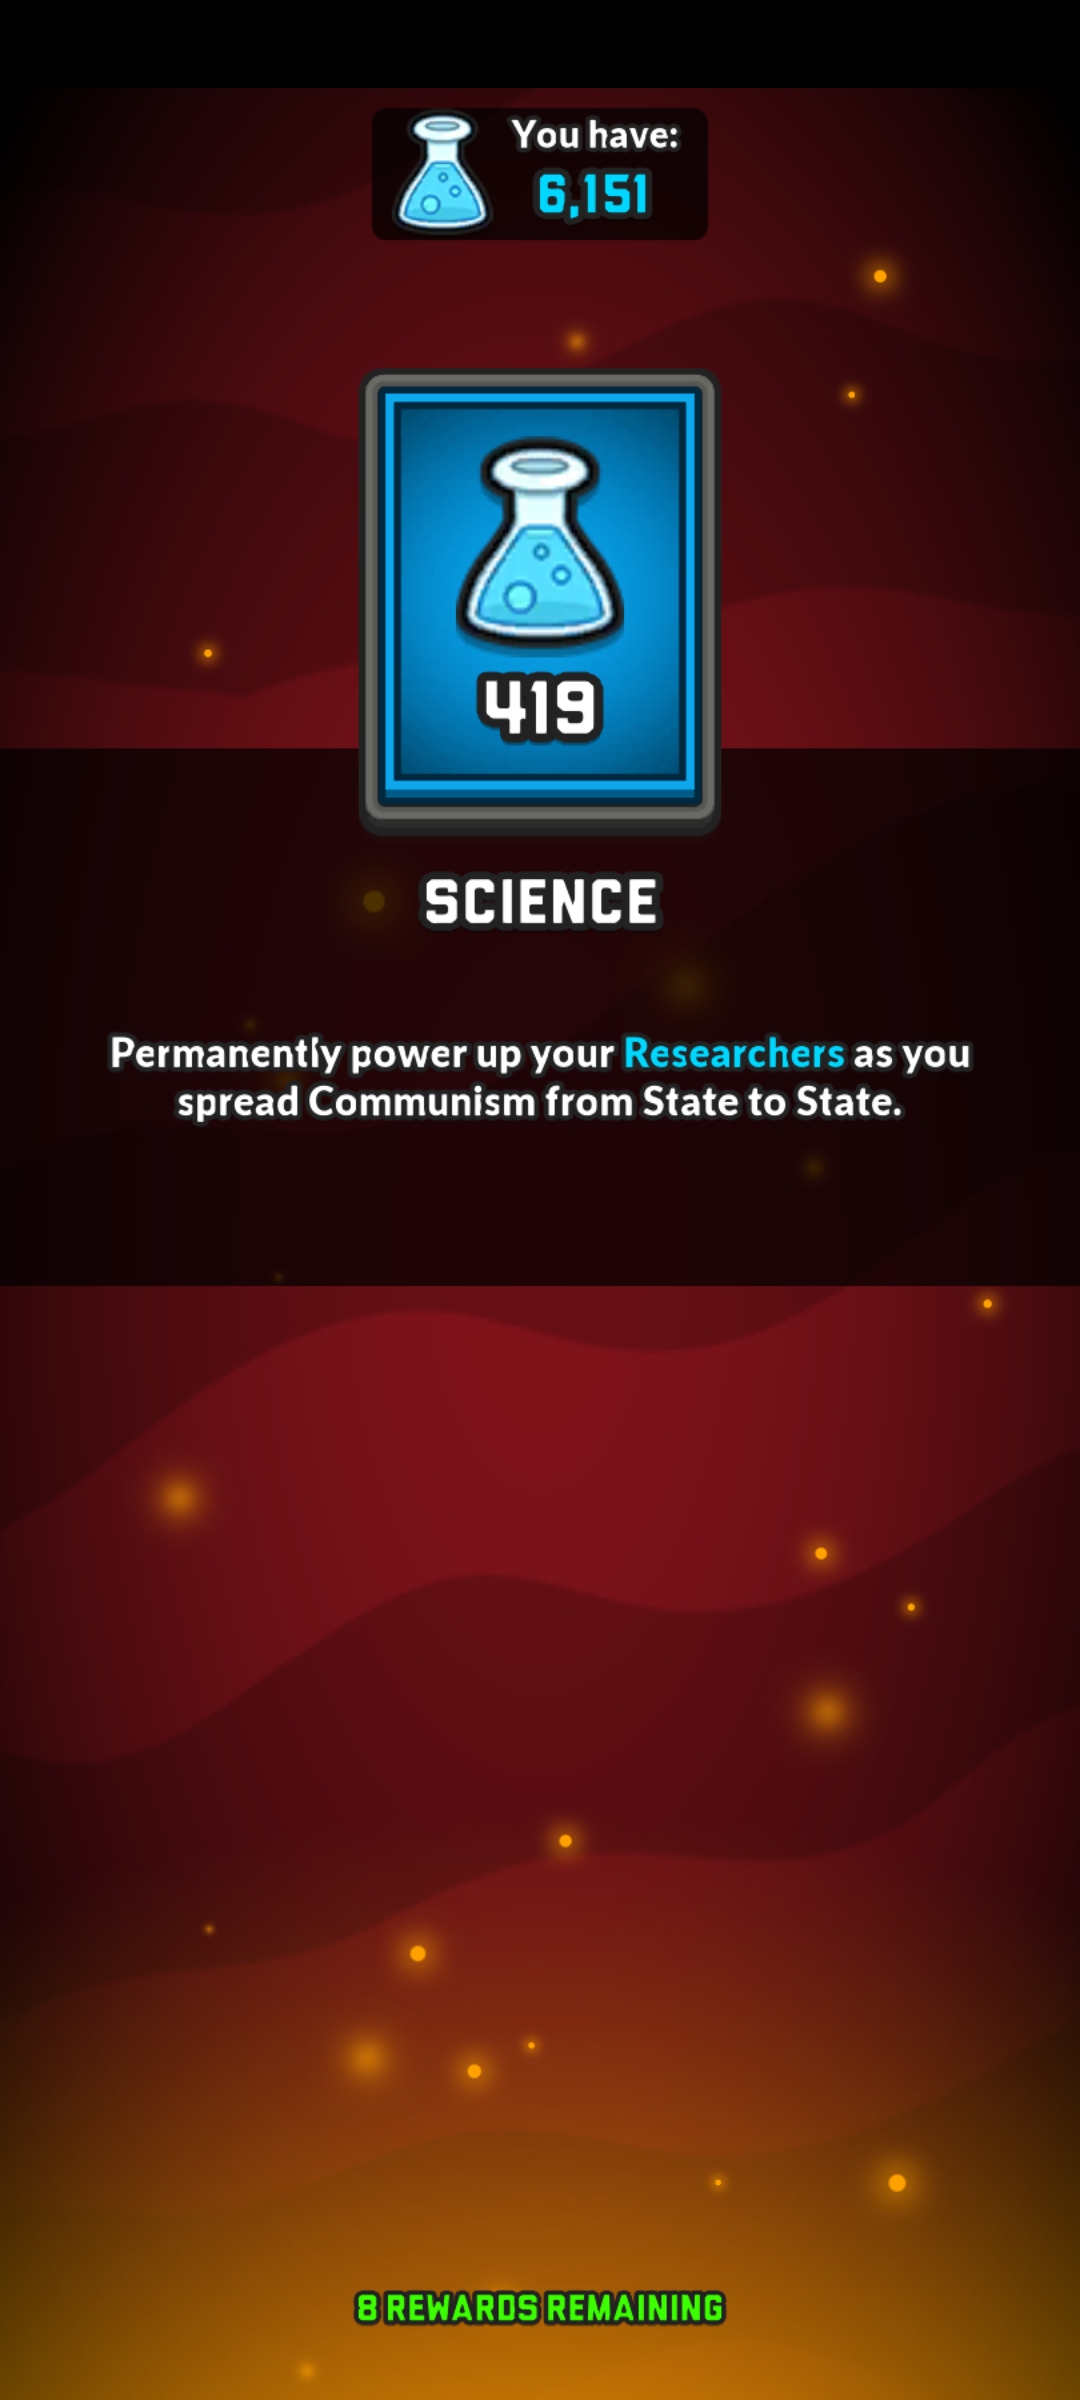 You have:
6,151
419
SCIENCE
Permanently power up your Researchers as you
spread Communism from State to State.
8 REWARDS REMAINING